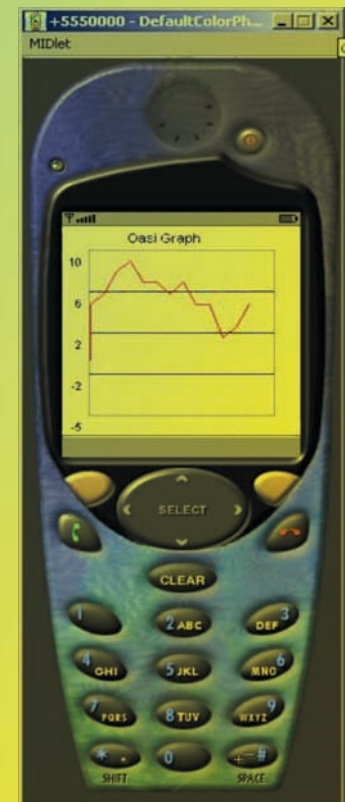 +5550000 - DefaultColorPh...
MIDlet
Oasi Graph
10
6
2
-2
-5
SELECT
CLEAR
1
2 ABC
DEF 3
4 GHI
5 JKL
MNO 6
7 PQRS
8 TUV
WXYZ 9
* .
0
#
SHIFT
SPACE